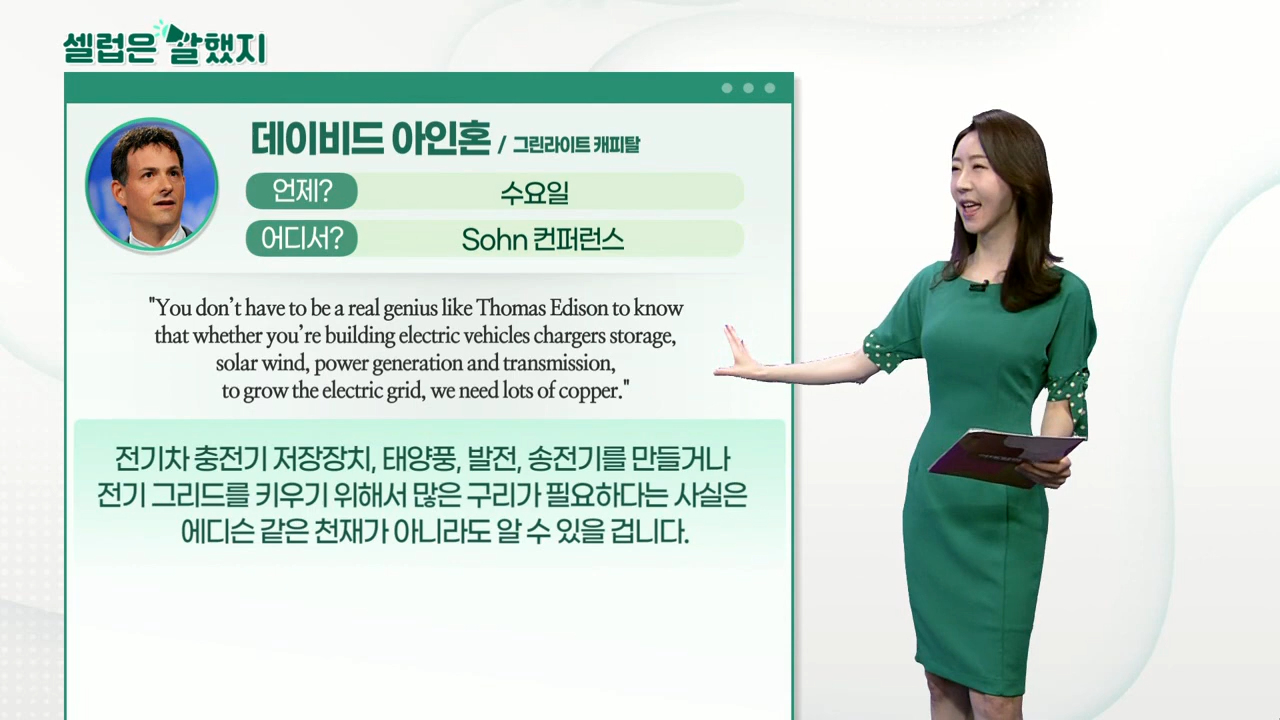 셀럽은 말했지
데이비드 아인혼 / 그린라이트 캐피탈
언제? 수요일
어디서? Sohn 컨퍼런스
"You don't have to be a real genius like Thomas Edison to know
that whether you're building electric vehicles chargers storage,
solar wind, power generation and transmission,
to grow the electric grid, we need lots of copper."
전기차 충전기 저장장치, 태양풍, 발전, 송전기를 만들거나
전기 그리드를 키우기 위해서 많은 구리가 필요하다는 사실은
에디슨 같은 천재가 아니라도 알 수 있을 겁니다.